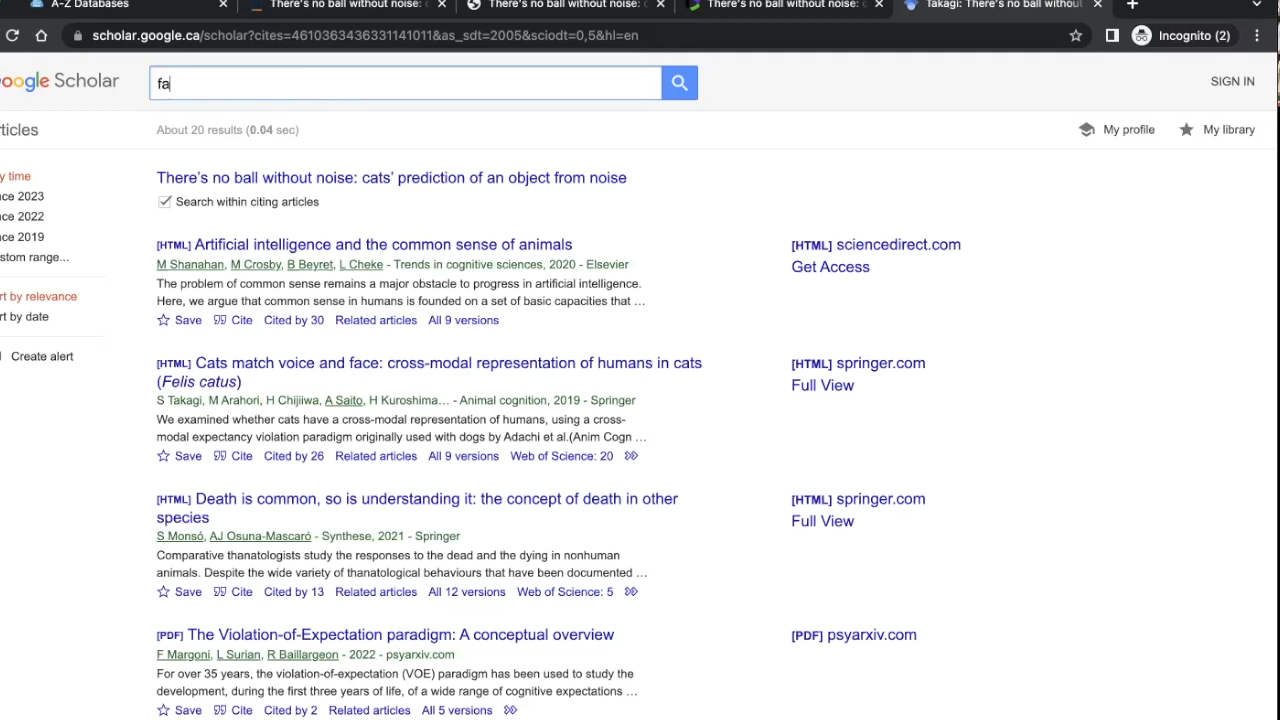 A-Z Databases
There's no ball without noise: c
There's no ball without noise: c
There's no ball without noise: c
Takagi: There's no ball without
scholar.google.ca/scholar?cites=4610363436331141011&as_sdt=2005&sciodt=0,5&hl=en
Incognito (2)
oogle Scholar
fa
SIGN IN
rticles
About 20 results (0.04 sec)
My profile
My library
y time
nce 2023
nce 2022
nce 2019
stom range...
rt by relevance
rt by date
Create alert
There's no ball without noise: cats' prediction of an object from noise
Search within citing articles
[HTML] Artificial intelligence and the common sense of animals
M Shanahan, M Crosby, B Beyret, L Cheke - Trends in cognitive sciences, 2020 - Elsevier
The problem of common sense remains a major obstacle to progress in artificial intelligence.
Here, we argue that common sense in humans is founded on a set of basic capacities that …
Save Cite Cited by 30 Related articles All 9 versions
[HTML] sciencedirect.com
Get Access
[HTML] Cats match voice and face: cross-modal representation of humans in cats
(Felis catus)
S Takagi, M Arahori, H Chijiiwa, A Saito, H Kuroshima… - Animal cognition, 2019 - Springer
We examined whether cats have a cross-modal representation of humans, using a cross-
modal expectancy violation paradigm originally used with dogs by Adachi et al.(Anim Cogn …
Save Cite Cited by 26 Related articles All 9 versions Web of Science: 20
[HTML] springer.com
Full View
[HTML] Death is common, so is understanding it: the concept of death in other
species
S Monsó, AJ Osuna-Mascaró - Synthese, 2021 - Springer
Comparative thanatologists study the responses to the dead and the dying in nonhuman
animals. Despite the wide variety of thanatological behaviours that have been documented …
Save Cite Cited by 13 Related articles All 12 versions Web of Science: 5
[HTML] springer.com
Full View
[PDF] The Violation-of-Expectation paradigm: A conceptual overview
F Margoni, L Surian, R Baillargeon - 2022 - psyarxiv.com
For over 35 years, the violation-of-expectation (VOE) paradigm has been used to study the
development, during the first three years of life, of a wide range of cognitive expectations …
Save Cite Cited by 2 Related articles All 5 versions
[PDF] psyarxiv.com